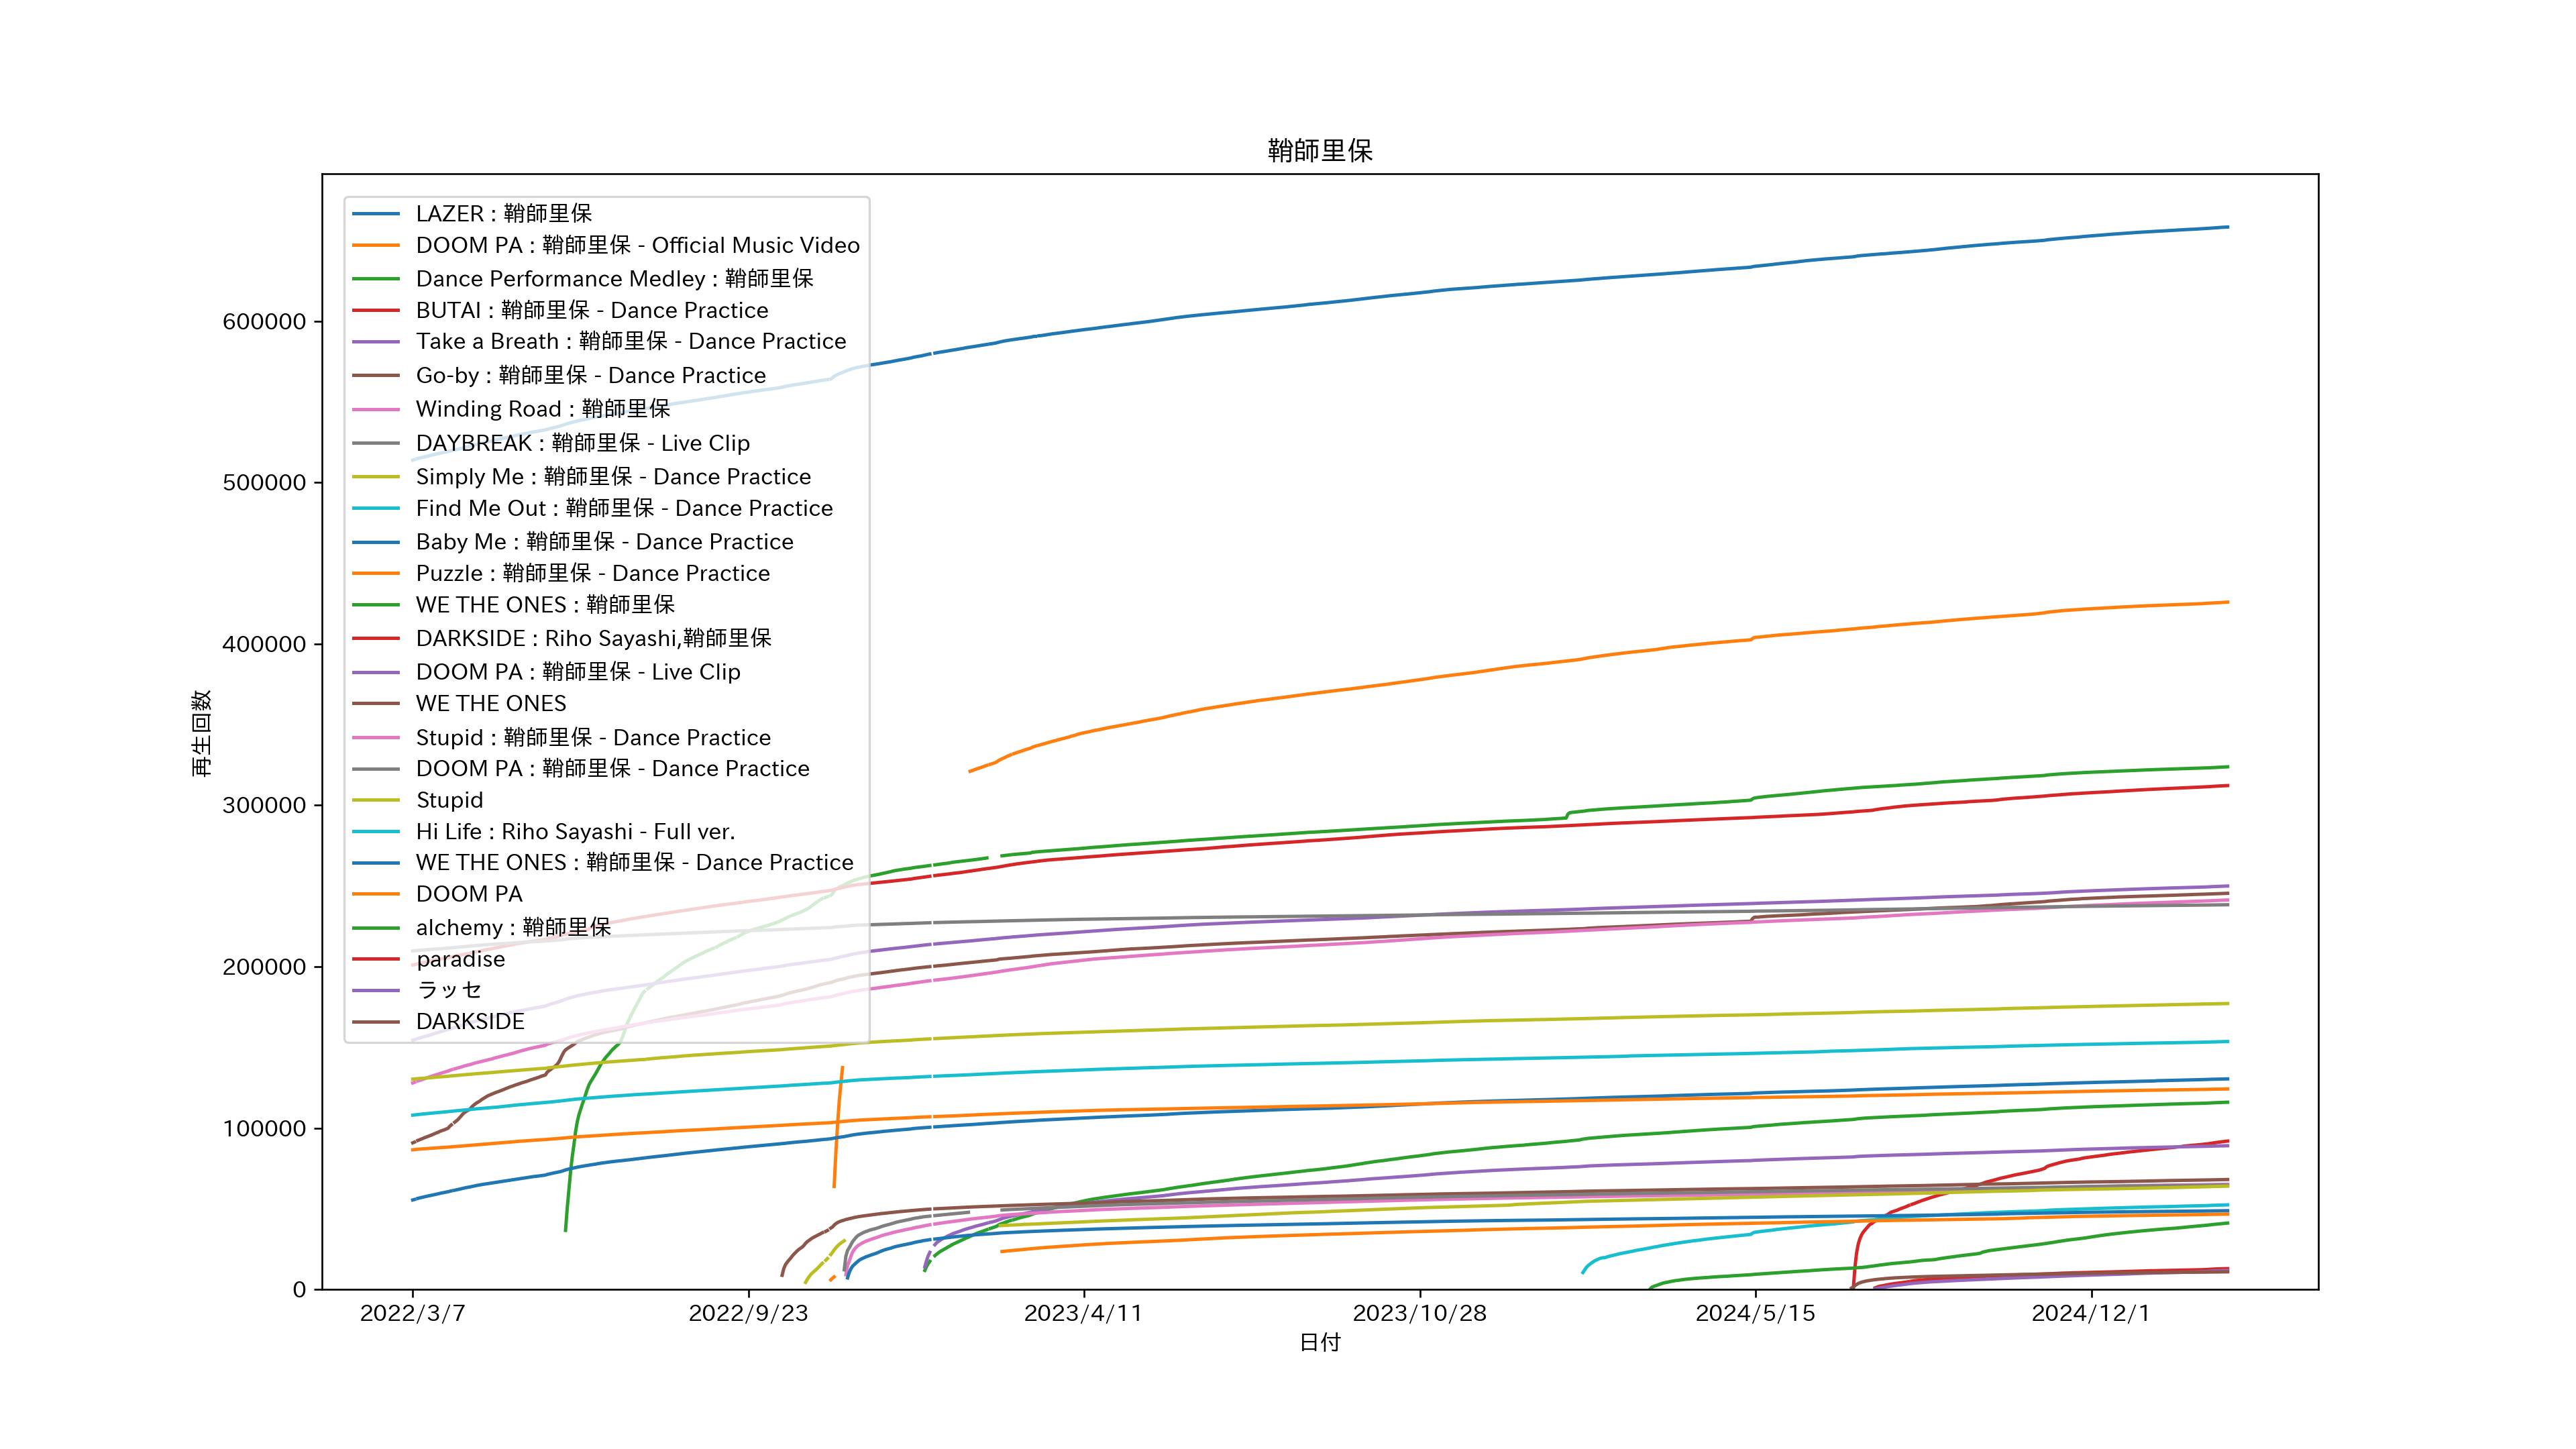 鞘師里保
LAZER : 鞘師里保
DOOM PA : 鞘師里保 - Official Music Video
Dance Performance Medley : 鞘師里保
BUTAI : 鞘師里保 - Dance Practice
Take a Breath : 鞘師里保 - Dance Practice
Go-by : 鞘師里保 - Dance Practice
Winding Road : 鞘師里保
DAYBREAK : 鞘師里保 - Live Clip
Simply Me : 鞘師里保 - Dance Practice
Find Me Out : 鞘師里保 - Dance Practice
Baby Me : 鞘師里保 - Dance Practice
Puzzle : 鞘師里保 - Dance Practice
WE THE ONES : 鞘師里保
DARKSIDE : Riho Sayashi,鞘師里保
DOOM PA : 鞘師里保 - Live Clip
WE THE ONES
Stupid : 鞘師里保 - Dance Practice
DOOM PA : 鞘師里保 - Dance Practice
Stupid
Hi Life : Riho Sayashi - Full ver.
WE THE ONES : 鞘師里保 - Dance Practice
DOOM PA
alchemy : 鞘師里保
paradise
ラッセ
DARKSIDE
再生回数
600000
500000
400000
300000
200000
100000
0
2022/3/7
2022/9/23
2023/4/11
2023/10/28
2024/5/15
2024/12/1
日付